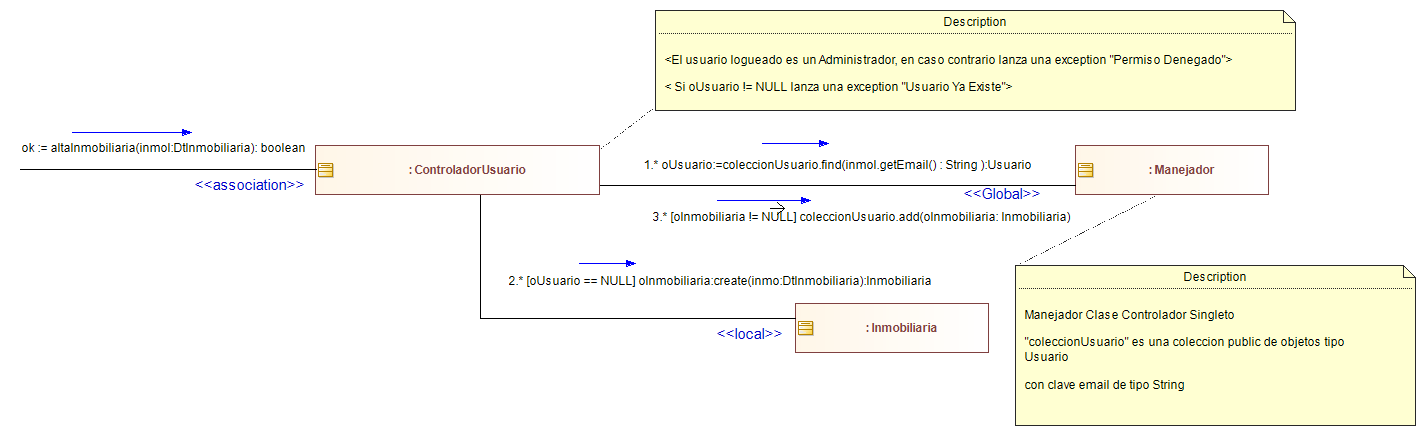 Description
<El usuario logueado es un Administrador, en caso contrario lanza una exception "Permiso Denegado">
< Si oUsuario != NULL lanza una exception "Usuario Ya Existe">
ok := altaInmobiliaria(inmol:DtInmobiliaria): boolean
<<association>>
: ControladorUsuario
1.* oUsuario:=coleccionUsuario.find(inmol.getEmail() : String ):Usuario
<<Global>>
: Manejador
3.* [oInmobiliaria != NULL] coleccionUsuario.add(oInmobiliaria: Inmobiliaria)
2.* [oUsuario == NULL] oInmobiliaria:create(inmo:DtInmobiliaria):Inmobiliaria
<<local>>
: Inmobiliaria
Description
Manejador Clase Controlador Singleto
"coleccionUsuario" es una coleccion public de objetos tipo
Usuario
con clave email de tipo String